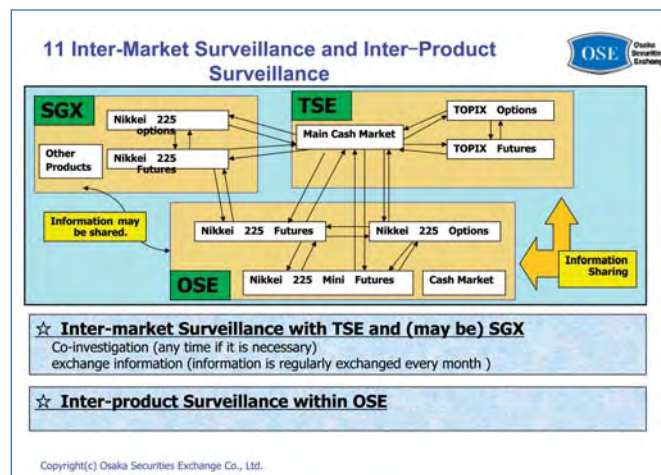 11 Inter-Market Surveillance and Inter-Product
Surveillance
OSE
Osaka
Securities
Exchange
SGX
Nikkei 225
options
Nikkei 225
Futures
Other
Products
TSE
Main Cash Market
TOPIX Options
TOPIX Futures
Information may
be shared.
Nikkei 225 Futures
Nikkei 225 Options
OSE
Nikkei 225 Mini Futures
Cash Market
Information
Sharing
☆ Inter-market Surveillance with TSE and (may be) SGX
Co-investigation (any time if it is necessary)
exchange information (information is regularly exchanged every month )
☆ Inter-product Surveillance within OSE
Copyright(c) Osaka Securities Exchange Co., Ltd.